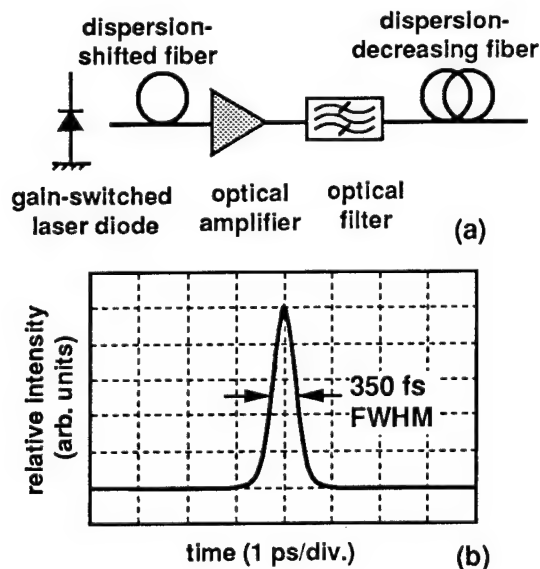 dispersion-
shifted fiber
dispersion-
decreasing fiber
gain-switched
laser diode
optical
amplifier
optical
filter
(a)
relative intensity
(arb. units)
350 fs
FWHM
time (1 ps/div.)
(b)